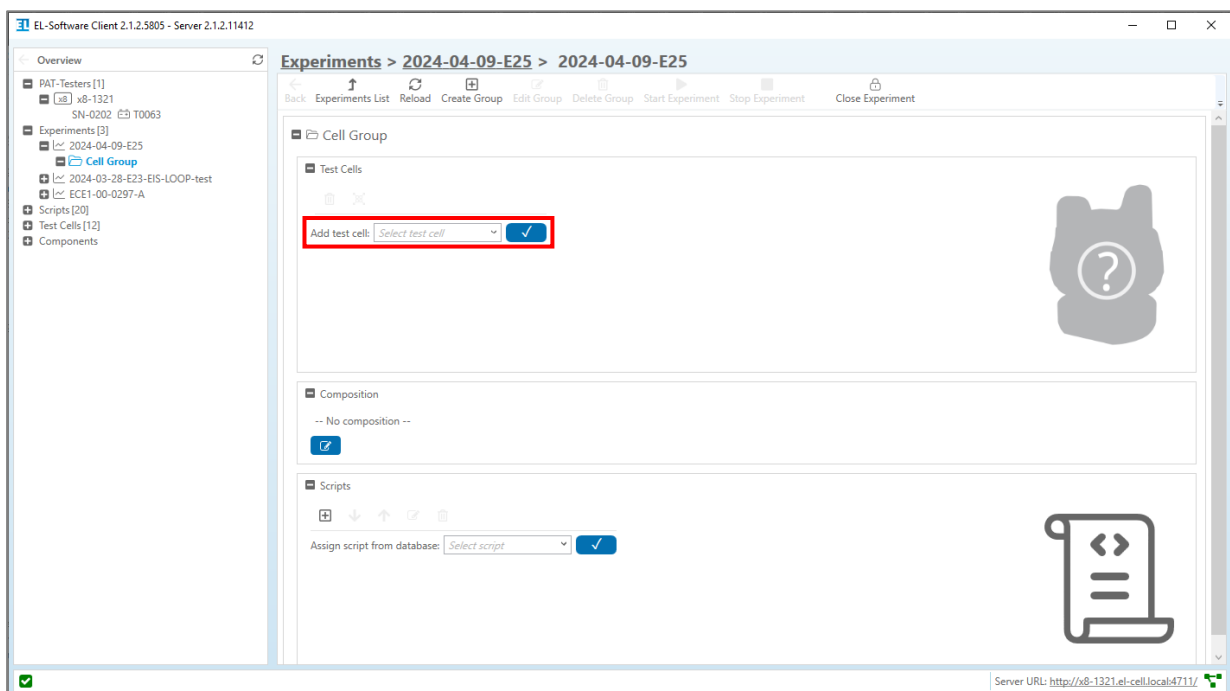 EL-Software Client 2.1.2.5805 - Server 2.1.2.11412
Overview
PAT-Testers [1]
x8 x8-1321
SN-0202 T0063
Experiments [3]
2024-04-09-E25
Cell Group
2024-03-28-E23-EIS-LOOP-test
ECE1-00-0297-A
Scripts [20]
Test Cells [12]
Components
Experiments > 2024-04-09-E25 > 2024-04-09-E25
Back Experiments List Reload Create Group Edit Group Delete Group Start Experiment Stop Experiment Close Experiment
Cell Group
Test Cells
Add test cell: Select test cell
?
Composition
-- No composition --
Scripts
Assign script from database: Select script
Server URL: http://x8-1321.el-cell.local:4711/